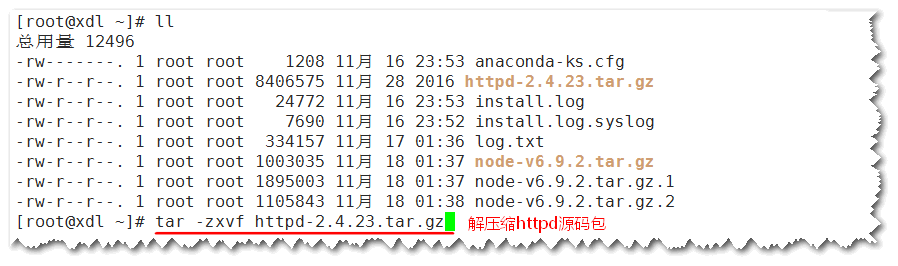 [root@xdl ~]# ll
总用量 12496
-rw-------. 1 root root    1208 11月 16 23:53 anaconda-ks.cfg
-rw-r--r--. 1 root root 8406575 11月 28 2016 httpd-2.4.23.tar.gz
-rw-r--r--. 1 root root   24772 11月 16 23:53 install.log
-rw-r--r--. 1 root root    7690 11月 16 23:52 install.log.syslog
-rw-r--r--. 1 root root  334157 11月 17 01:36 log.txt
-rw-r--r--. 1 root root 1003035 11月 18 01:37 node-v6.9.2.tar.gz
-rw-r--r--. 1 root root 1895003 11月 18 01:37 node-v6.9.2.tar.gz.1
-rw-r--r--. 1 root root 1105843 11月 18 01:38 node-v6.9.2.tar.gz.2
[root@xdl ~]# tar -zxvf httpd-2.4.23.tar.gz 解压缩httpd源码包